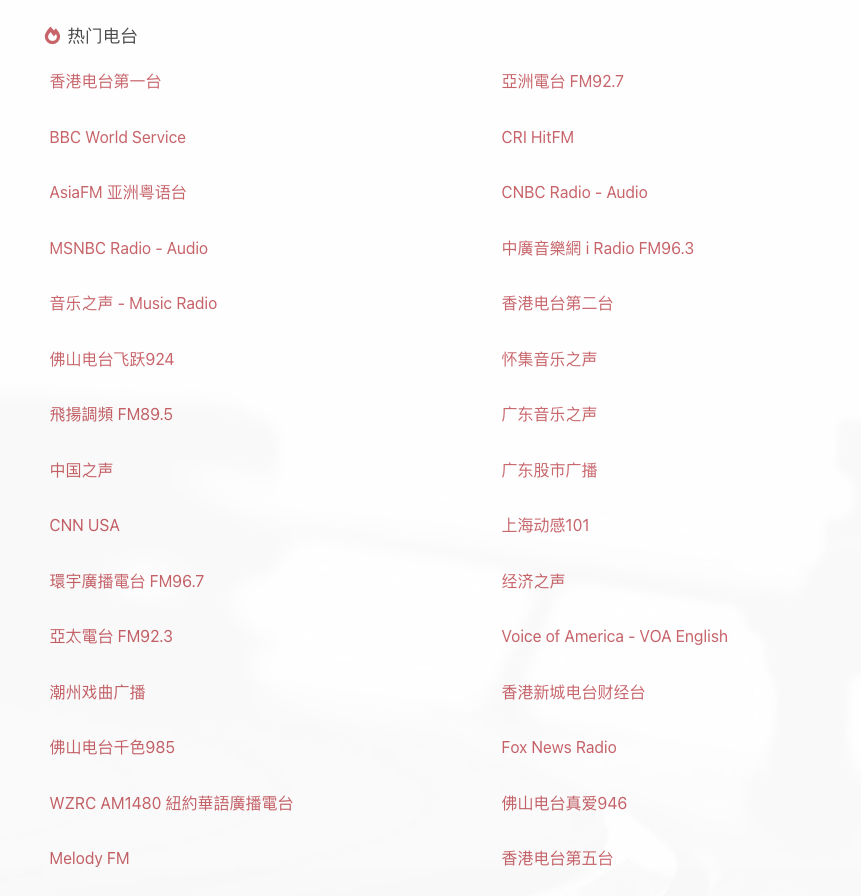 热门电台
香港电台第一台
亞洲電台 FM92.7
BBC World Service
CRI HitFM
AsiaFM 亚洲粤语台
CNBC Radio - Audio
MSNBC Radio - Audio
中廣音樂網 i Radio FM96.3
音乐之声 - Music Radio
香港电台第二台
佛山电台飞跃924
怀集音乐之声
飛揚調頻 FM89.5
广东音乐之声
中国之声
广东股市广播
CNN USA
上海动感101
環宇廣播電台 FM96.7
经济之声
亞太電台 FM92.3
Voice of America - VOA English
潮州戏曲广播
香港新城电台财经台
佛山电台千色985
Fox News Radio
WZRC AM1480 紐約華語廣播電台
佛山电台真爱946
Melody FM
香港电台第五台